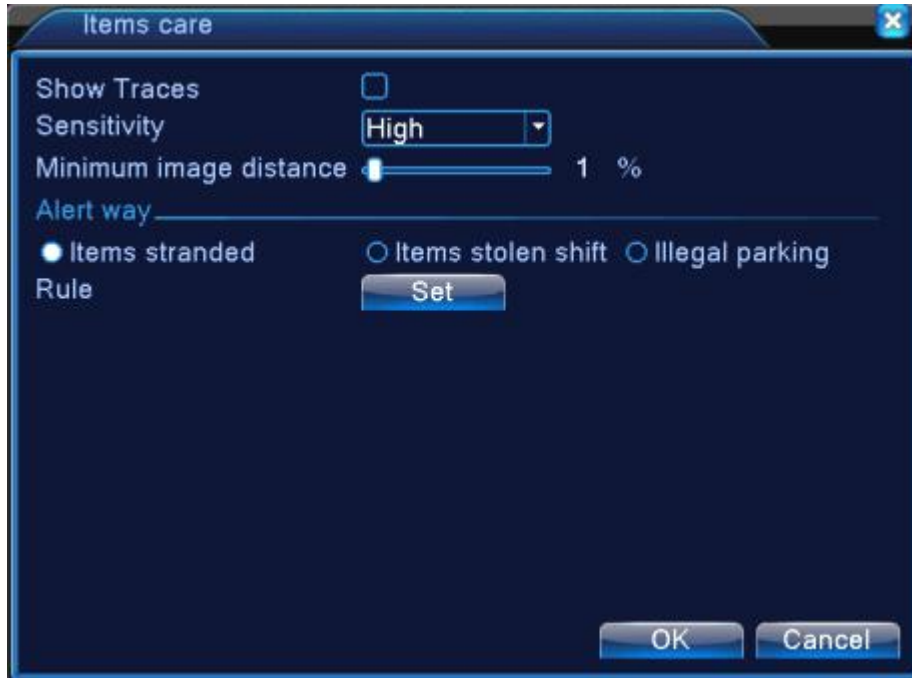 Items care
Show Traces
Sensitivity High
Minimum image distance 1 %
Alert way
Items stranded Items stolen shift Illegal parking
Rule Set
OK Cancel